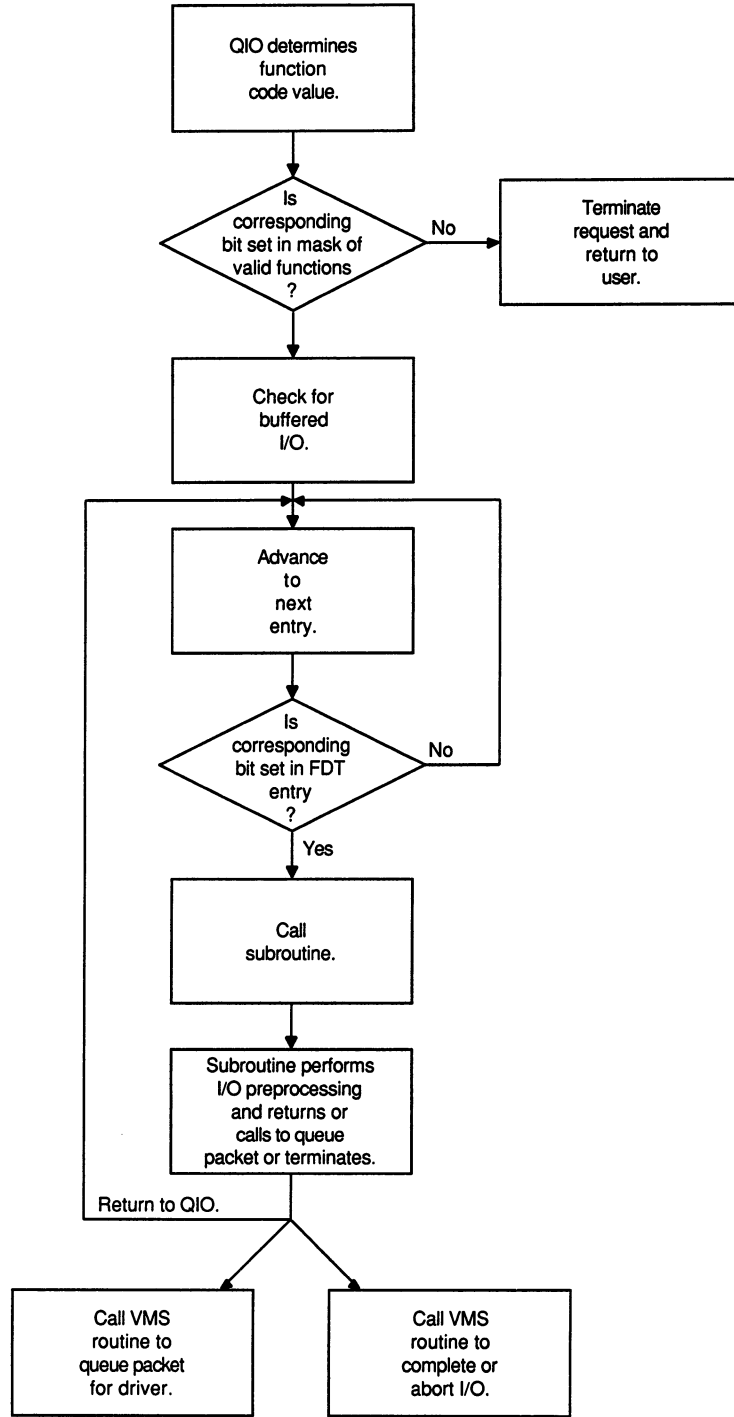 QIO determines
function
code value.
Is
corresponding
bit set in mask of
valid functions
?
No
Terminate
request and
return to
user.
Check for
buffered
I/O.
Advance
to
next
entry.
Is
corresponding
bit set in FDT
entry
?
No
Yes
Call
subroutine.
Subroutine performs
I/O preprocessing
and returns or
calls to queue
packet or terminates.
Return to QIO.
Call VMS
routine to
queue packet
for driver.
Call VMS
routine to
complete or
abort I/O.